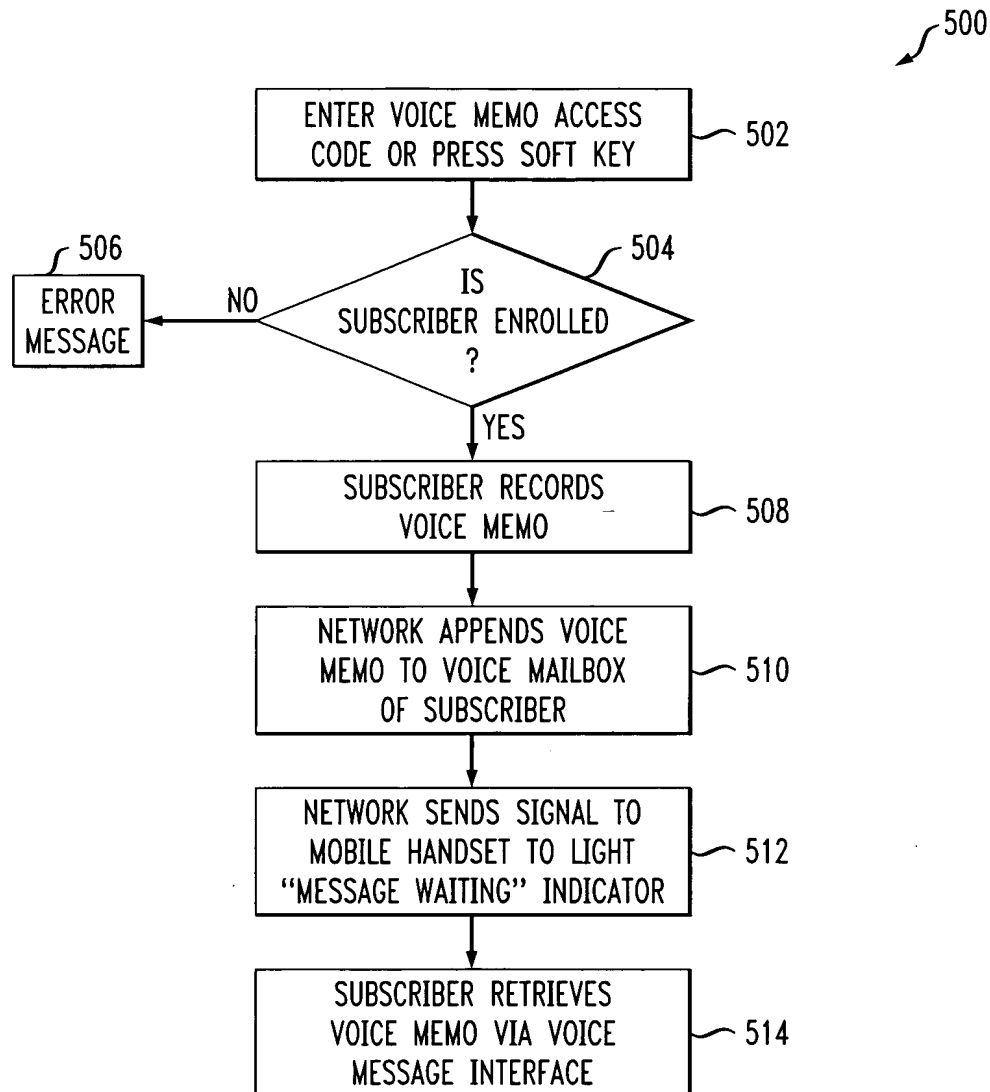 500
ENTER VOICE MEMO ACCESS
CODE OR PRESS SOFT KEY
502
506
504
ERROR
MESSAGE
NO
IS
SUBSCRIBER ENROLLED
?
YES
SUBSCRIBER RECORDS
VOICE MEMO
508
NETWORK APPENDS VOICE
MEMO TO VOICE MAILBOX
OF SUBSCRIBER
510
NETWORK SENDS SIGNAL TO
MOBILE HANDSET TO LIGHT
“MESSAGE WAITING” INDICATOR
512
SUBSCRIBER RETRIEVES
VOICE MEMO VIA VOICE
MESSAGE INTERFACE
514